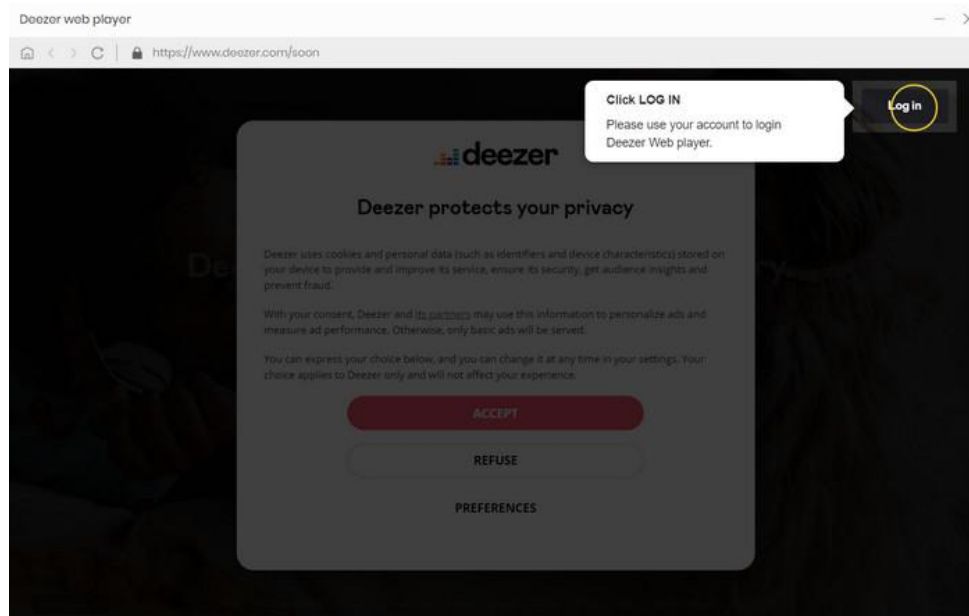 Deezer web player
https://www.deezer.com/soon
Click LOG IN
Please use your account to login
Deezer Web player.
Log in
deezer
Deezer protects your privacy
Deezer uses cookies and personal data (such as identifiers and device characteristics) stored on
your device to provide and improve its service, ensure its security, get audience insights and
prevent fraud.
With your consent, Deezer and its partners may use this information to personalize ads and
measure ad performance. Otherwise, only basic ads will be served.
You can express your choice below, and you can change it at any time in your settings. Your
choice applies to Deezer only and will not affect your experience.
ACCEPT
REFUSE
PREFERENCES